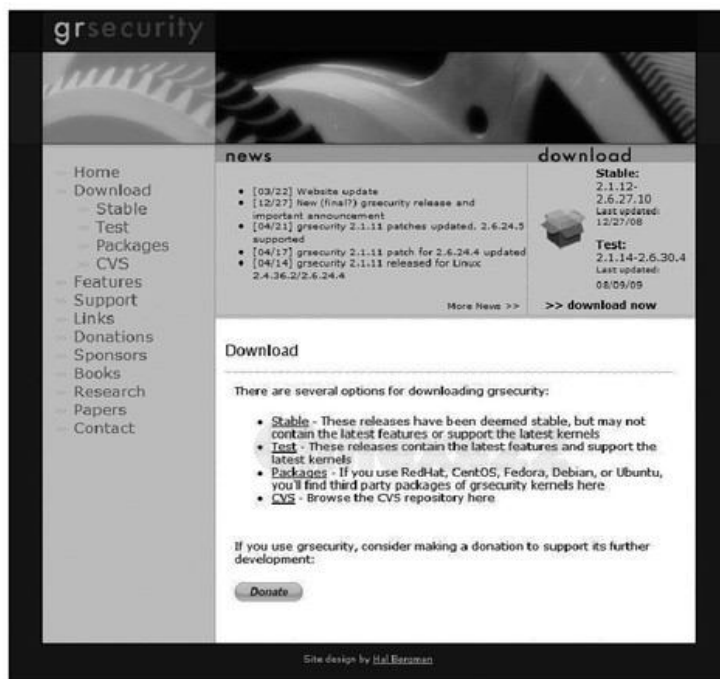 grsecurity
Home
Download
Stable
Test
Packages
CVS
Features
Support
Links
Donations
Sponsors
Books
Research
Papers
Contact
news
[03/22] Website update
[12/27] New (final?) grsecurity release and
important announcement
[04/21] grsecurity 2.1.11 patches updated, 2.6.24.5
supported
[04/17] grsecurity 2.1.11 patch for 2.6.24.4 updated
[04/14] grsecurity 2.1.11 released for Linux
2.4.36.2/2.6.24.4
More News >>
download
Stable:
2.1.12-
2.6.27.10
Last updated:
12/27/08
Test:
2.1.14-2.6.30.4
Last updated:
08/09/09
>> download now
Download
There are several options for downloading grsecurity:
Stable - These releases have been deemed stable, but may not
contain the latest features or support the latest kernels
Test - These releases contain the latest features and support the
latest kernels
Packages - If you use RedHat, CentOS, Fedora, Debian, or Ubuntu,
you'll find third party packages of grsecurity kernels here
CVS - Browse the CVS repository here
If you use grsecurity, consider making a donation to support its further
development:
Donate
Site design by Hal Bergman